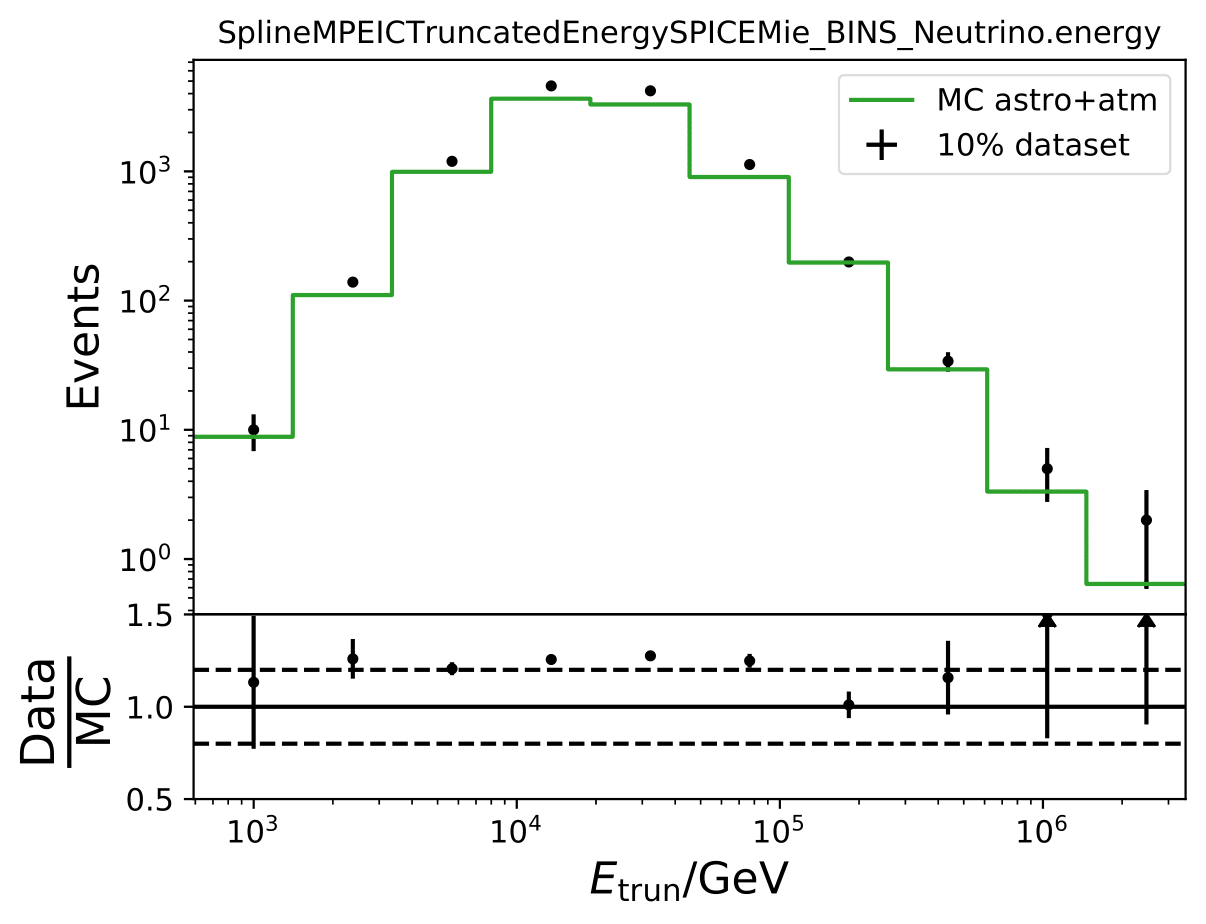 SplineMPEICTruncatedEnergySPICEMie_BINS_Neutrino.energy
MC astro+atm
10% dataset
Events
10³
10²
10¹
10⁰
Data
MC
1.5
1.0
0.5
10³ 10⁴ 10⁵ 10⁶
E_trun/GeV